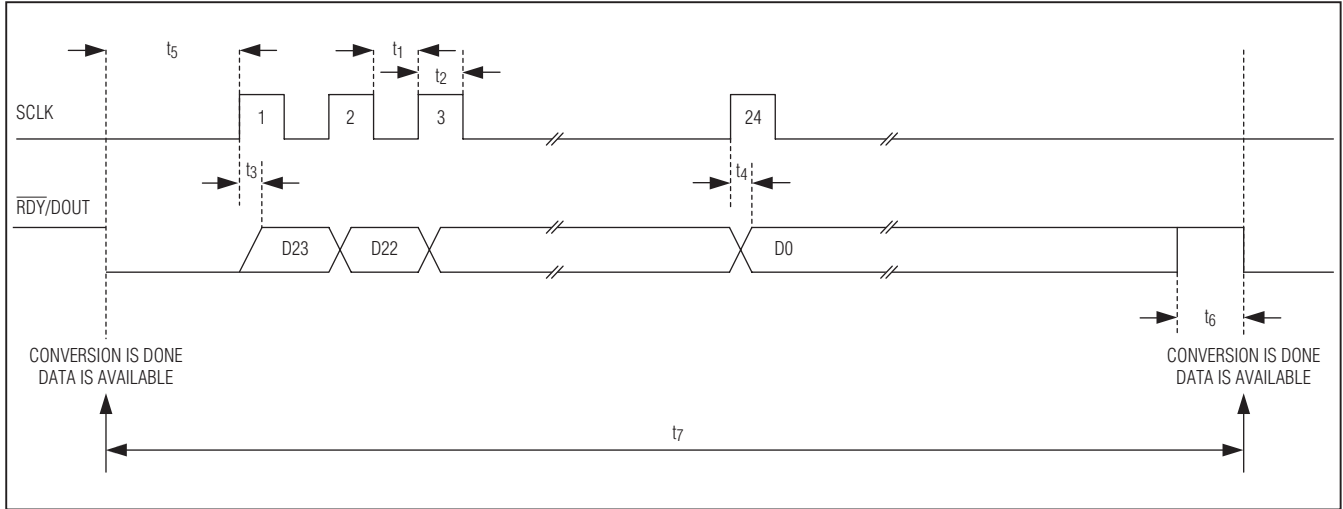 t5
t1
t2
SCLK
1
2
3
24
t3
t4
RDY/DOUT
D23
D22
D0
t6
CONVERSION IS DONE
DATA IS AVAILABLE
CONVERSION IS DONE
DATA IS AVAILABLE
t7